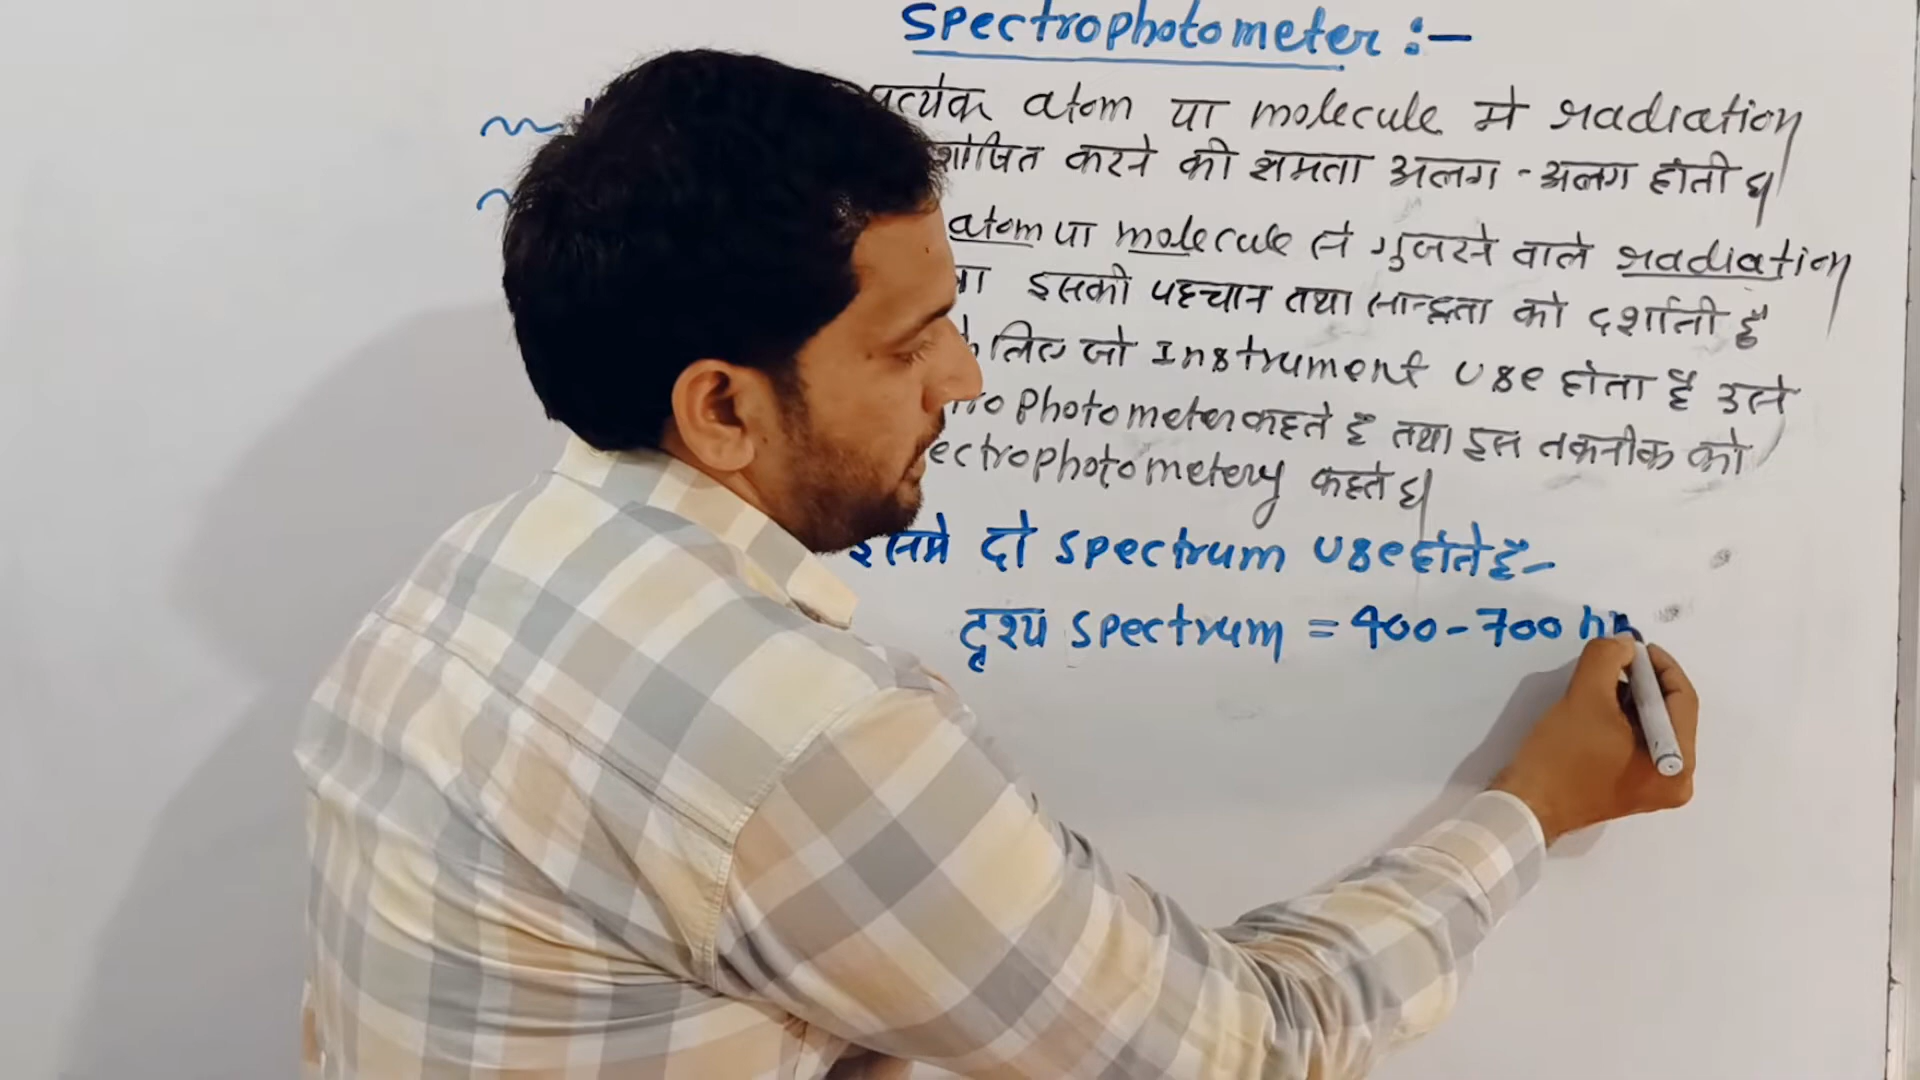 Spectrophotometer :-
प्रत्येक atom या molecule मे radiation
शोषित करने की क्षमता अलग - अलग होती है।
atom या molecule से गुजरने वाले radiation
इसकी पहचान तथा सान्द्रता को दर्शाती है
के लिए जो Instrument use होता है उसे
Photometer कहते है तथा इस तकनीक को
ectrophotometery कहते है।
इसमे दो spectrum use होते है -
दृश्य spectrum = 400-700 nm